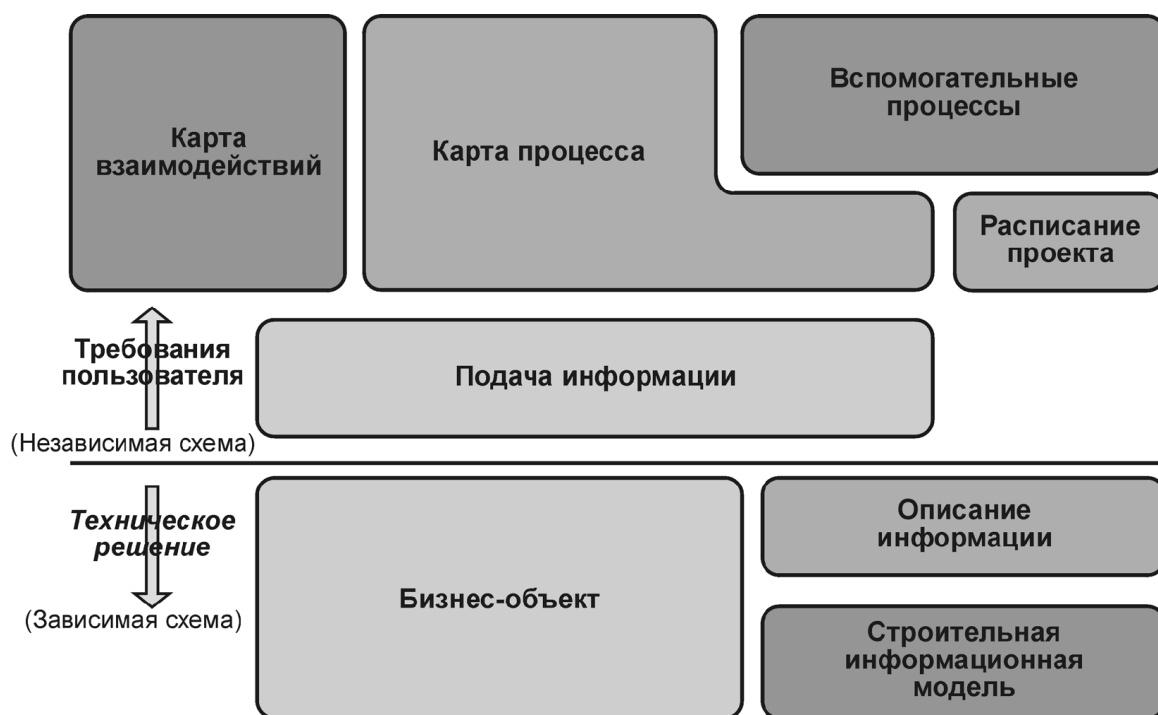 Карта
взаимодействий
Карта процесса
Вспомогательные
процессы
Расписание
проекта
Требования
пользователя
(Независимая схема)
Подача информации
Техническое
решение
(Зависимая схема)
Бизнес-объект
Описание
информации
Строительная
информационная
модель